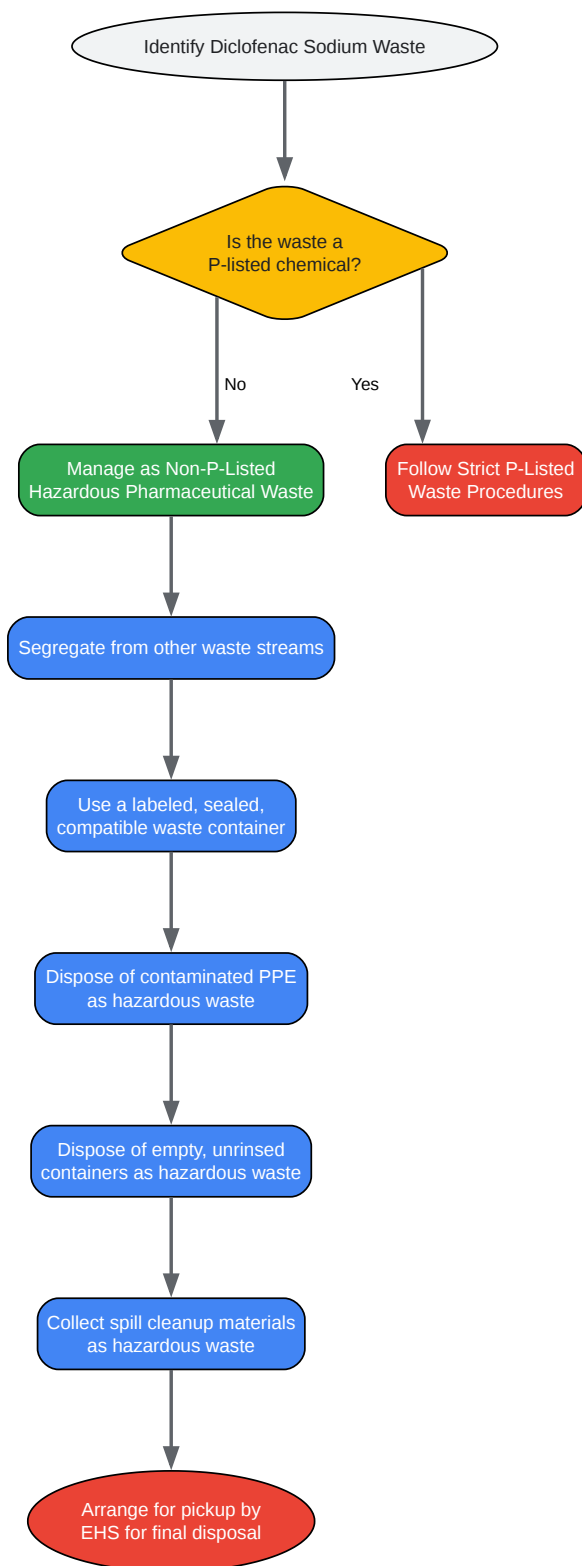 Identify Diclofenac Sodium Waste
Is the waste a
P-listed chemical?
No
Yes
Manage as Non-P-Listed
Hazardous Pharmaceutical Waste
Follow Strict P-Listed
Waste Procedures
Segregate from other waste streams
Use a labeled, sealed,
compatible waste container
Dispose of contaminated PPE
as hazardous waste
Dispose of empty, unrinsed
containers as hazardous waste
Collect spill cleanup materials
as hazardous waste
Arrange for pickup by
EHS for final disposal